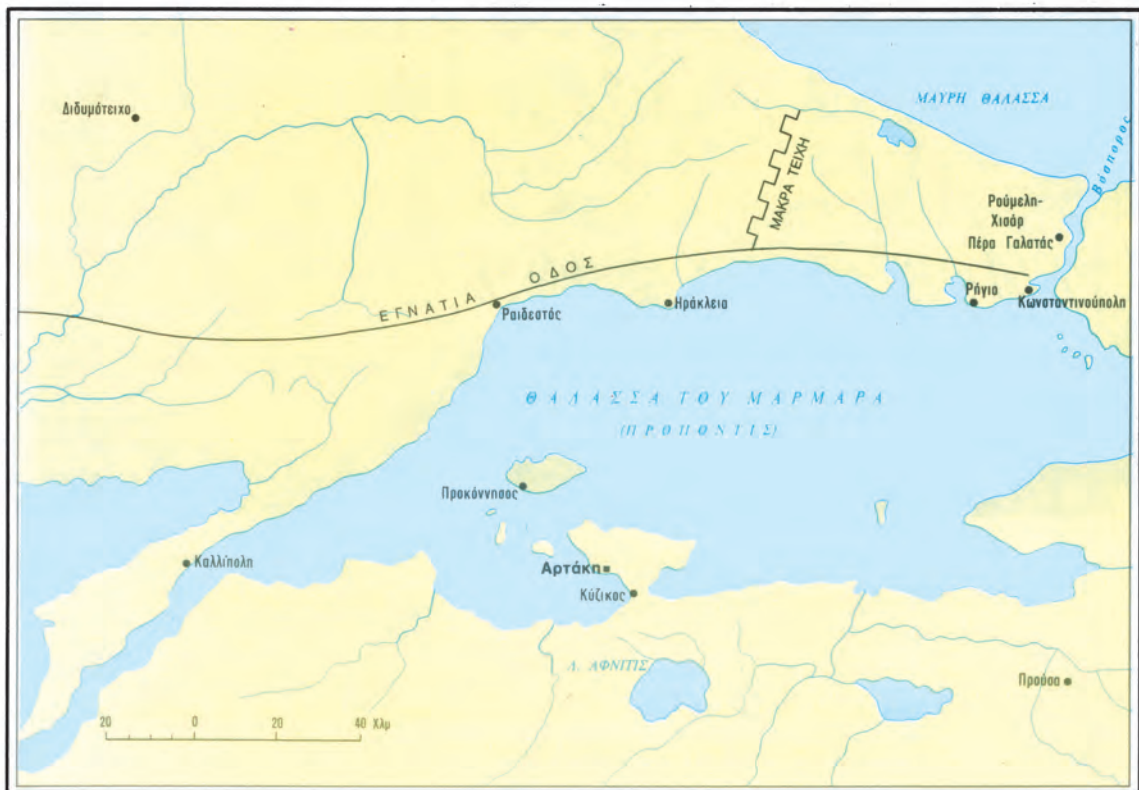 ΜΑΥΡΗ ΘΑΛΑΣΣΑ
Διδυμότειχο
Βόσπορος
ΜΑΚΡΑ ΤΕΙΧΗ
Ρούμελη-
Χισάρ
Πέρα Γαλατάς
ΕΓΝΑΤΙΑ ΟΔΟΣ
Ραιδεστός
Ηράκλεια
Ρήγιο
Κωνσταντινούπολη
ΘΑΛΑΣΣΑ ΤΟΥ ΜΑΡΜΑΡΑ
(ΠΡΟΠΟΝΤΙΣ)
Προκόννησος
Καλλίπολη
Αρτάκη
Κύζικος
Λ. ΑΦΝΙΤΙΣ
Προύσα
20 0 20 40 Χλμ